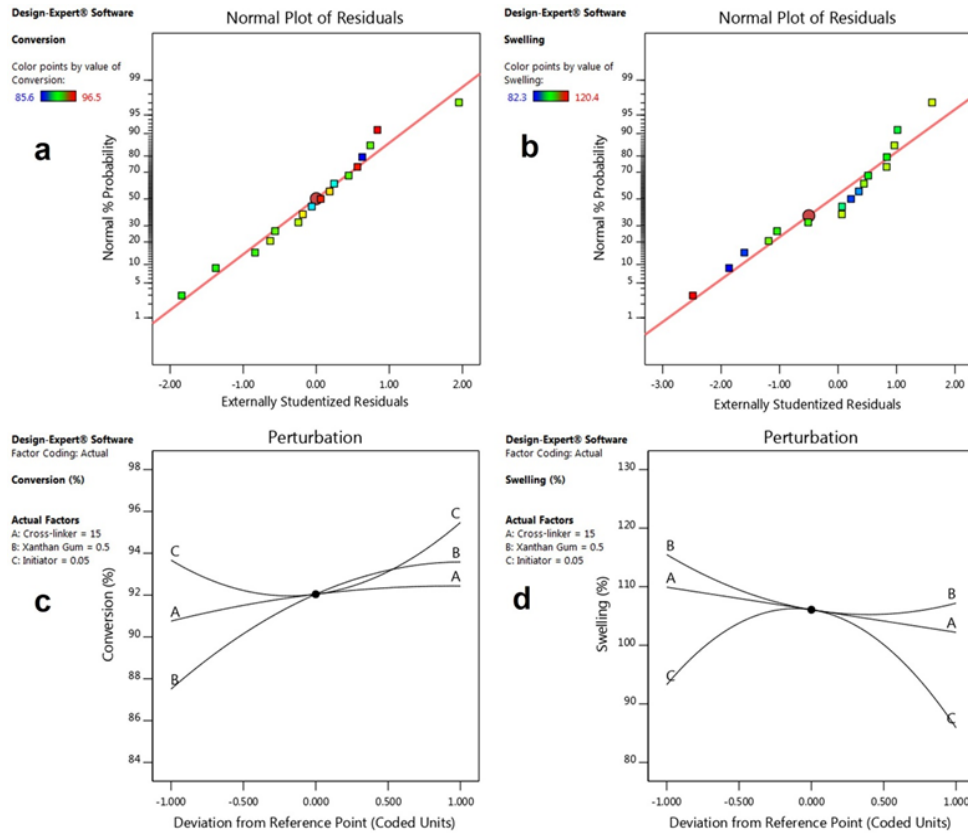 Design-Expert® Software
Conversion
Color points by value of
Conversion:
85.6 96.5
a
Normal Plot of Residuals
Normal % Probability
99
95
90
80
70
50
30
20
10
5
1
-2.00 -1.00 0.00 1.00 2.00
Externally Studentized Residuals
Design-Expert® Software
Swelling
Color points by value of
Swelling:
82.3 120.4
b
Normal Plot of Residuals
Normal % Probability
99
95
90
80
70
50
30
20
10
5
1
-3.00 -2.00 -1.00 0.00 1.00 2.00
Externally Studentized Residuals
Design-Expert® Software
Factor Coding: Actual
Conversion (%)
Actual Factors
A: Cross-linker = 15
B: Xanthan Gum = 0.5
C: Initiator = 0.05
c
Perturbation
Conversion (%)
98
96
94
92
90
88
86
84
C
A
B
C
B
A
-1.000 -0.500 0.000 0.500 1.000
Deviation from Reference Point (Coded Units)
Design-Expert® Software
Factor Coding: Actual
Swelling (%)
Actual Factors
A: Cross-linker = 15
B: Xanthan Gum = 0.5
C: Initiator = 0.05
d
Perturbation
Swelling (%)
130
120
110
100
90
80
B
A
C
B
A
C
-1.000 -0.500 0.000 0.500 1.000
Deviation from Reference Point (Coded Units)